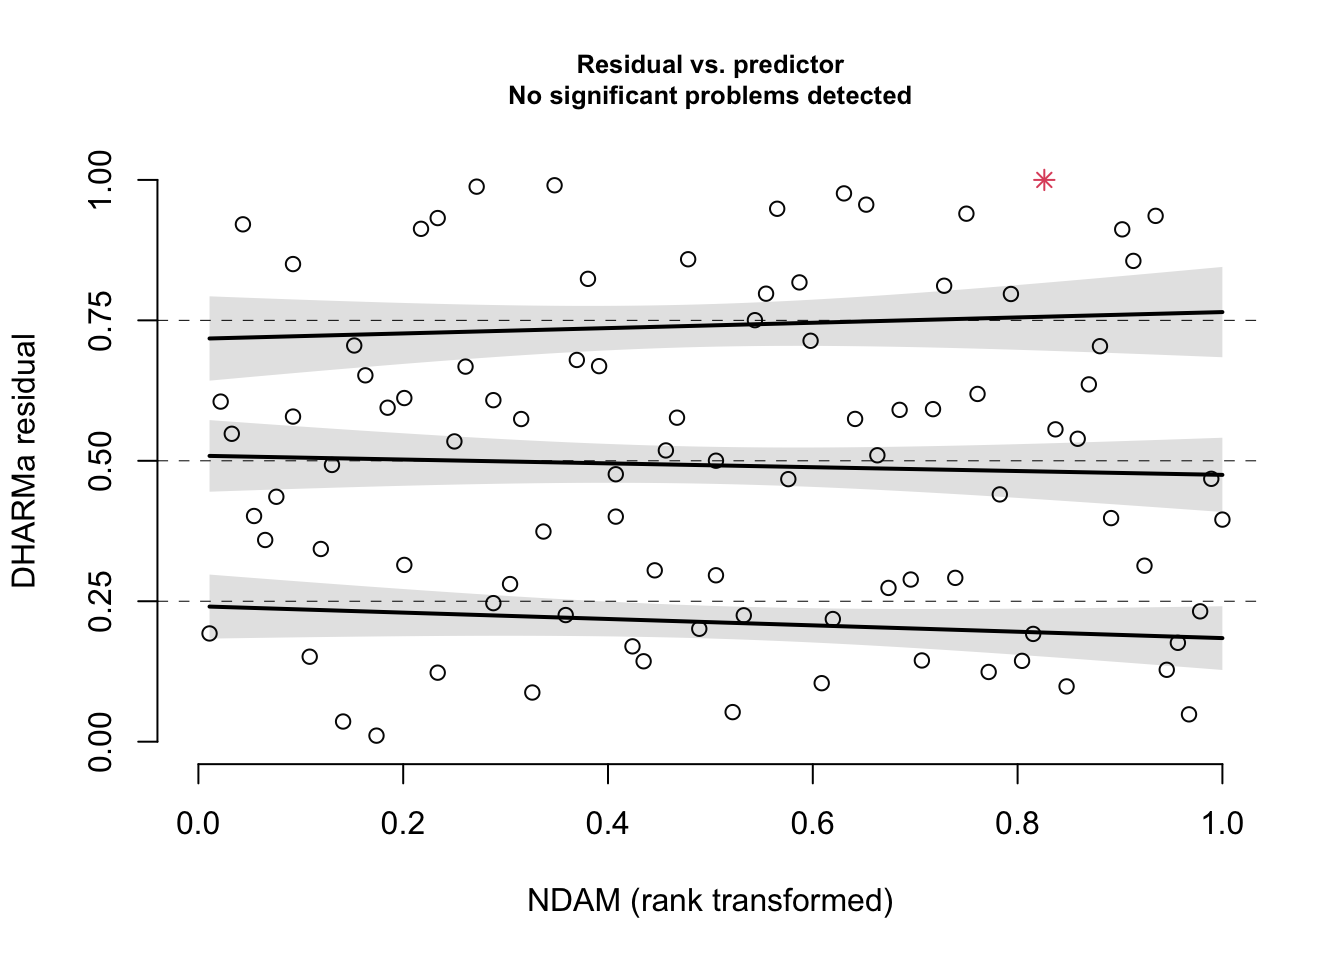 Residual vs. predictor
No significant problems detected
DHARMa residual
1.00
0.75
0.50
0.25
0.00
0.0 0.2 0.4 0.6 0.8 1.0
NDAM (rank transformed)